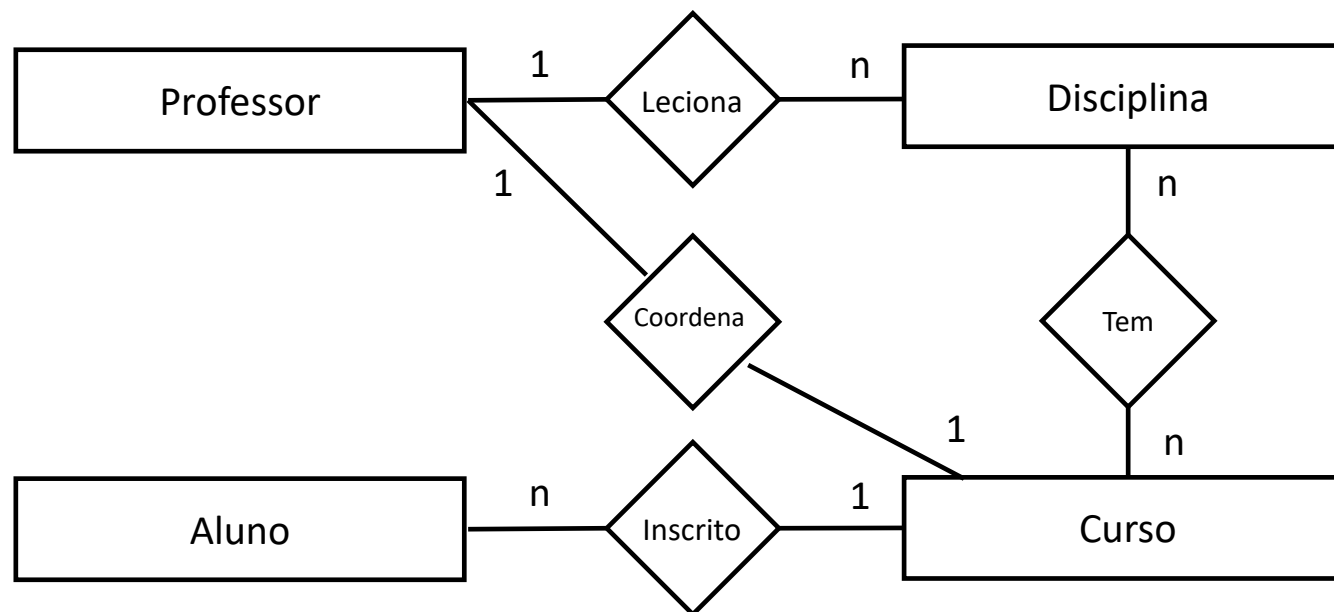 Professor
1
Leciona
n
Disciplina
1
n
Coordena
Tem
1
n
Aluno
n
Inscrito
1
Curso